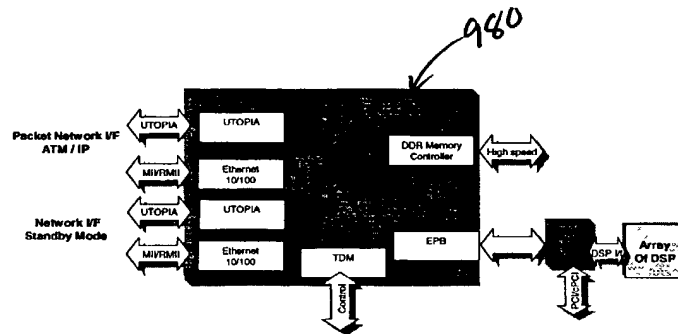 980
UTOPIA
UTOPIA
Packet Network I/F
ATM / IP
DDR Memory
Controller
High speed
MII/RMII
Ethernet
10/100
UTOPIA
UTOPIA
Network I/F
Standby Mode
EPB
MII/RMII
Ethernet
10/100
TDM
DSP I/f
Array
Of DSP
Control
PCI/cPCI